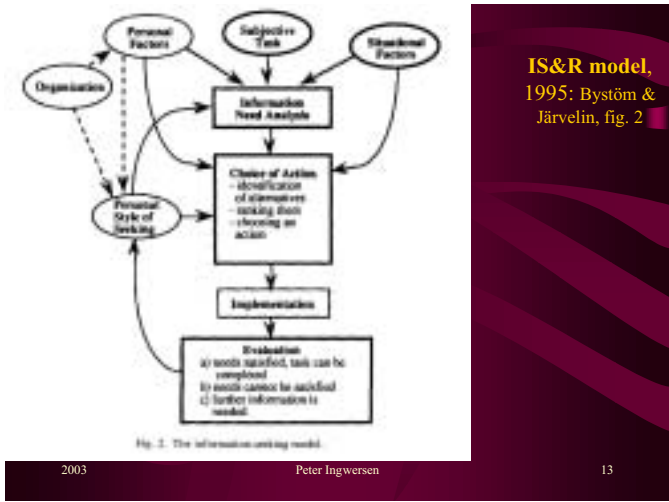 Personal
Factors
Subjective
Task
Situational
Factors
Organization
Information
Need Analysis
Choice of Action
- identification
of alternatives
- ranking them
- choosing an
action
Personal
Style of
Seeking
Implementation
Evaluation
a) needs satisfied, task can be
completed
b) needs cannot be satisfied
c) further information is
needed
Fig. 2. The information seeking model.
IS&R model,
1995: Byström &
Järvelin, fig. 2
2003
Peter Ingwersen
13